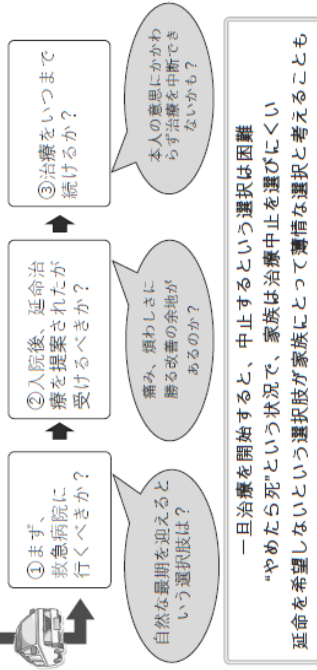 ①まず、
救急病院に
行くべきか？
②入院後、延命治
療を提案されたが
受けるべきか？
③治療をいつまで
続けるか？
自然な最期を迎えると
いう選択肢は？
痛み、煩わしさに
勝る改善の余地が
あるのか？
本人の意思にかかわ
らず治療を中断でき
ないかも？
一旦治療を開始すると、中止するという選択は困難
“やめたら死”という状況で、家族は治療中止を選びにくい
延命を希望しないという選択肢が家族にとって薄情な選択と考えることも